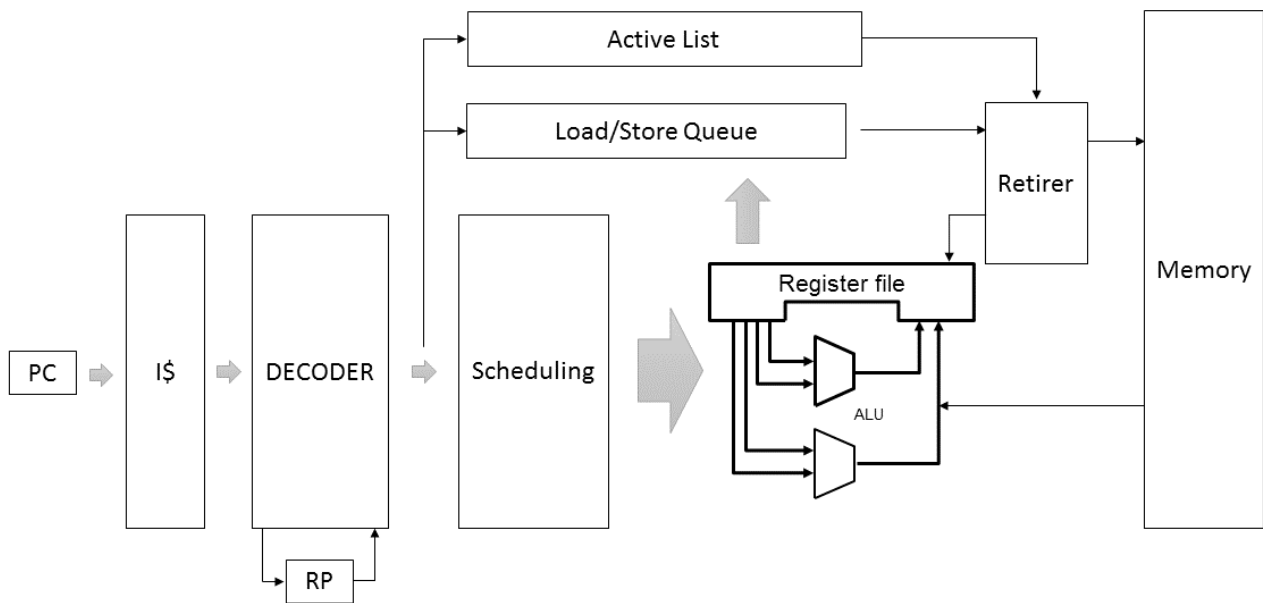 Active List
Load/Store Queue
Retirer
Memory
Register file
PC
I$
DECODER
Scheduling
ALU
RP